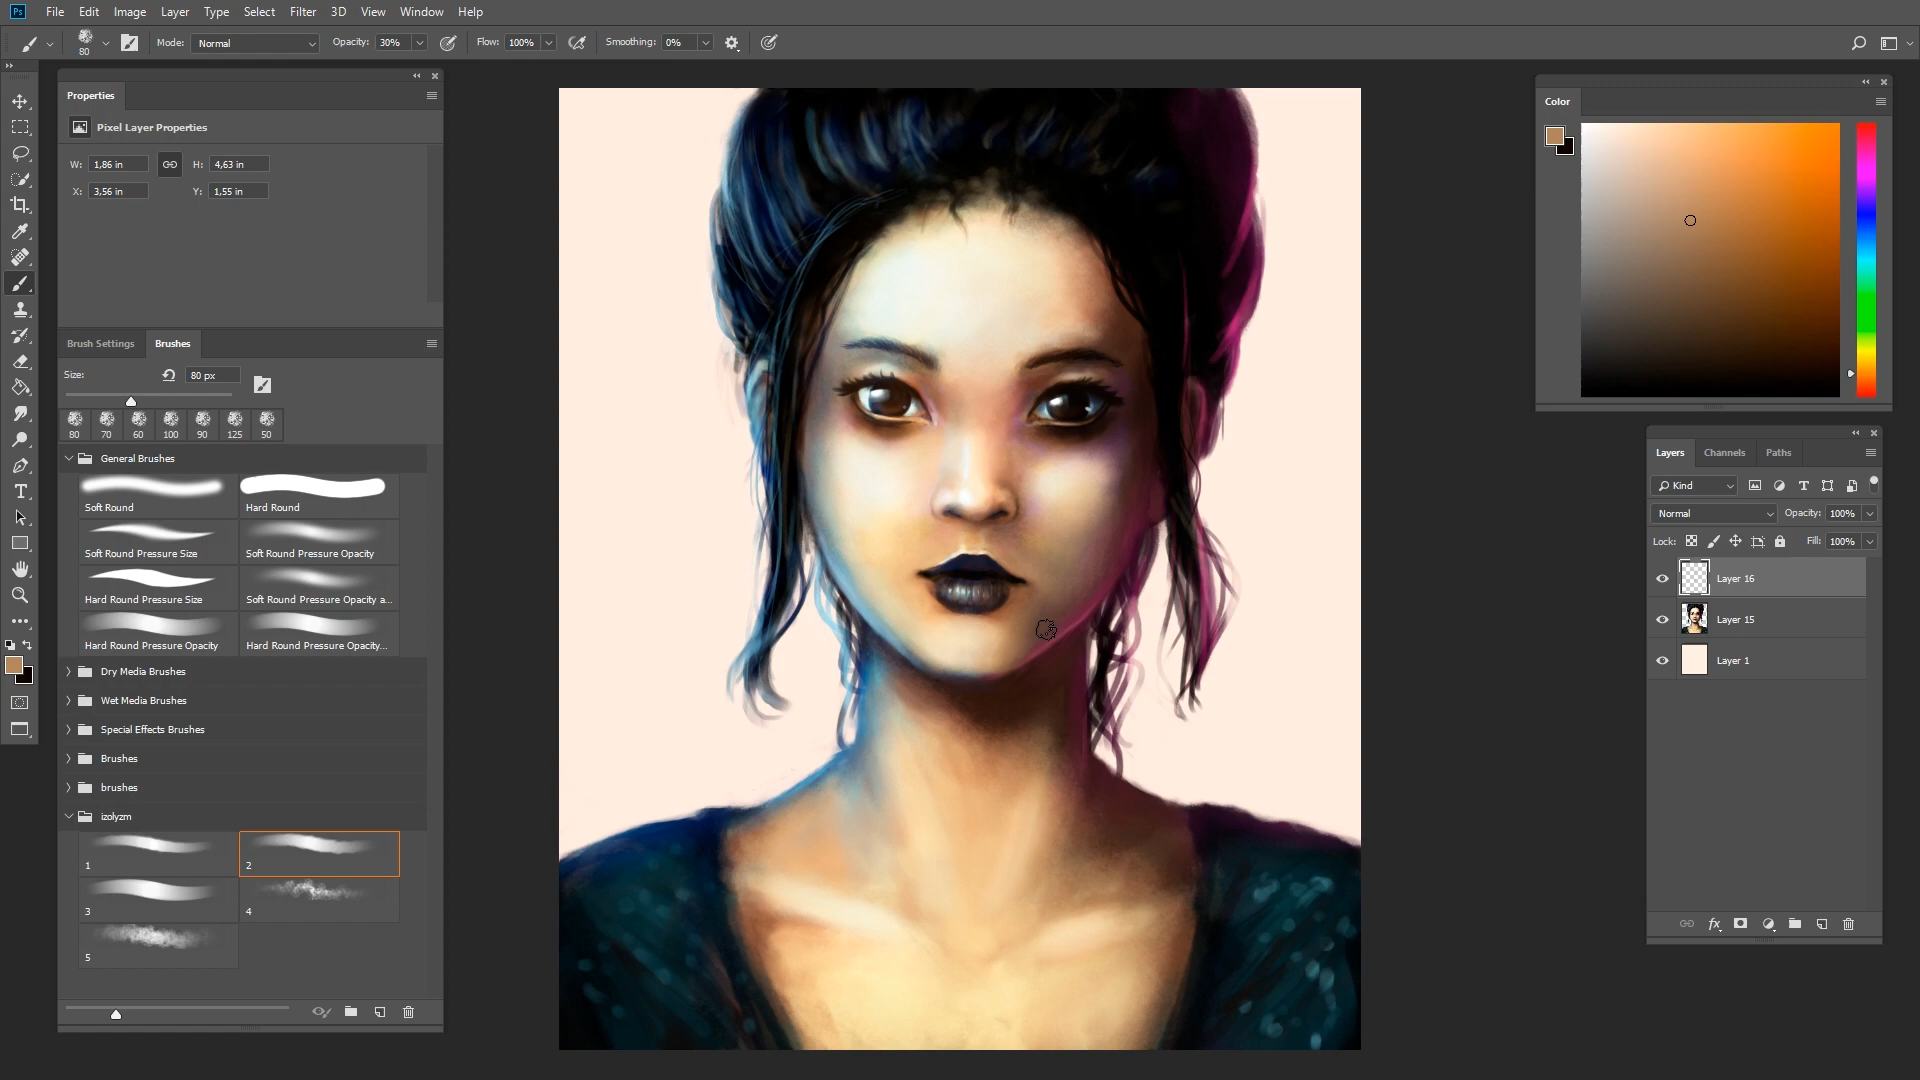 Ps File Edit Image Layer Type Select Filter 3D View Window Help
80 Mode: Normal Opacity: 30% Flow: 100% Smoothing: 0%
Properties
Pixel Layer Properties
W: 1,86 in H: 4,63 in
X: 3,56 in Y: 1,55 in
Brush Settings Brushes
Size: 80 px
80 70 60 100 90 125 50
General Brushes
Soft Round Hard Round
Soft Round Pressure Size Soft Round Pressure Opacity
Hard Round Pressure Size Soft Round Pressure Opacity a...
Hard Round Pressure Opacity Hard Round Pressure Opacity...
Dry Media Brushes
Wet Media Brushes
Special Effects Brushes
Brushes
brushes
izolyzm
1 2
3 4
5
Color
Layers Channels Paths
Kind
Normal Opacity: 100%
Lock: Fill: 100%
Layer 16
Layer 15
Layer 1
fx